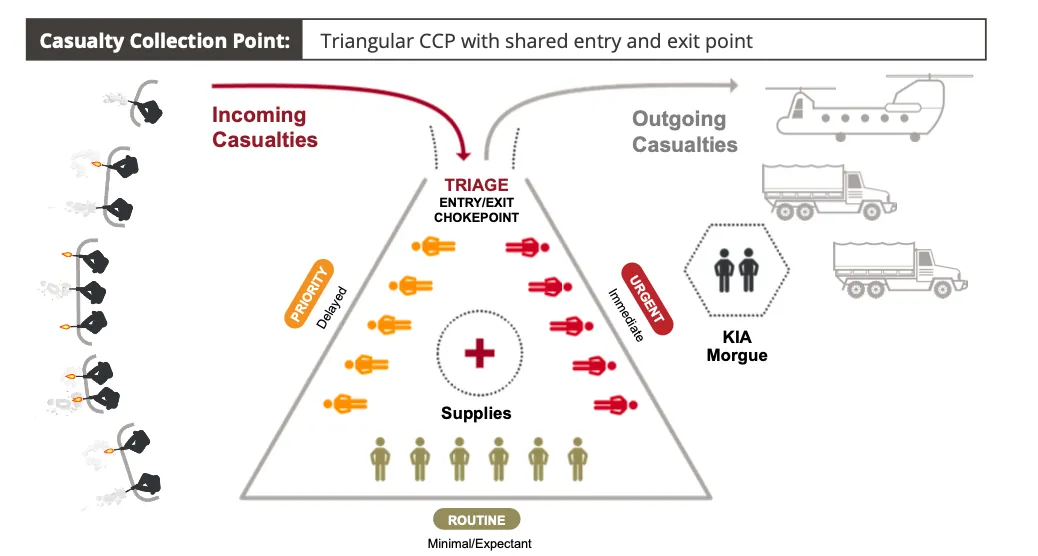 Casualty Collection Point: Triangular CCP with shared entry and exit point
Incoming
Casualties
Outgoing
Casualties
TRIAGE
ENTRY/EXIT
CHOKEPOINT
PRIORITY
Delayed
URGENT
Immediate
KIA
Morgue
Supplies
ROUTINE
Minimal/Expectant